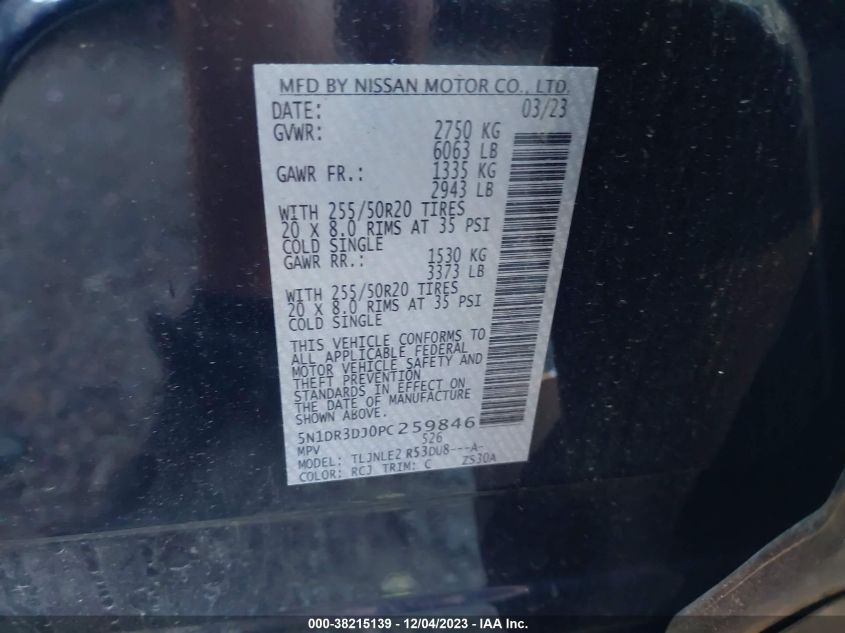 MFD BY NISSAN MOTOR CO., LTD.
DATE: 03/23
GVWR: 2750 KG
6063 LB
GAWR FR.: 1335 KG
2943 LB
WITH 255/50R20 TIRES
20 X 8.0 RIMS AT 35 PSI
COLD SINGLE
GAWR RR.: 1530 KG
3373 LB
WITH 255/50R20 TIRES
20 X 8.0 RIMS AT 35 PSI
COLD SINGLE
THIS VEHICLE CONFORMS TO
ALL APPLICABLE FEDERAL
MOTOR VEHICLE SAFETY AND
THEFT PREVENTION
STANDARDS IN EFFECT ON
THE DATE OF MANUFACTURE
SHOWN ABOVE.
5N1DR3DJ0PC259846
MPV 526
MODEL: TLJNLE2 R53DU8---A-
COLOR: RCJ TRIM: C ZS30A
000-38215139 - 12/04/2023 - © IAA Inc.